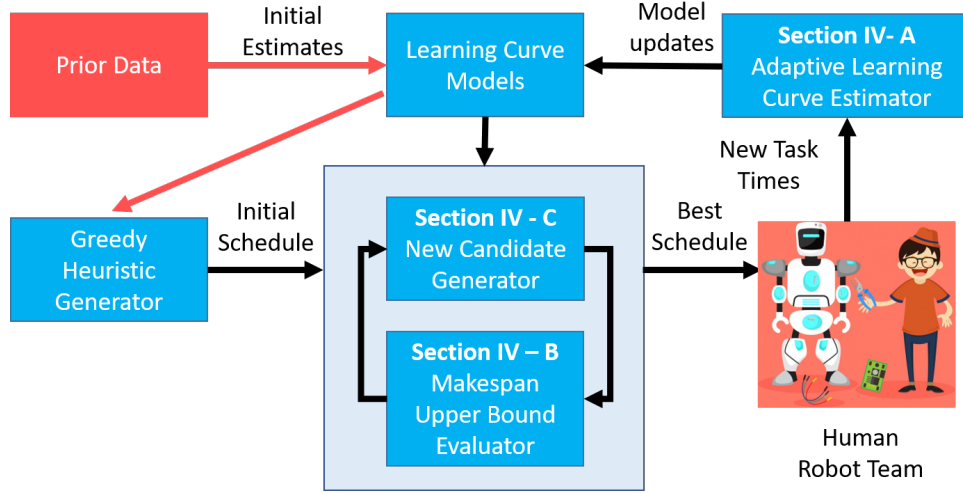 Prior Data
Initial
Estimates
Learning Curve
Models
Model
updates
Section IV- A
Adaptive Learning
Curve Estimator
New Task
Times
Greedy
Heuristic
Generator
Initial
Schedule
Section IV - C
New Candidate
Generator
Section IV – B
Makespan
Upper Bound
Evaluator
Best
Schedule
Human
Robot Team